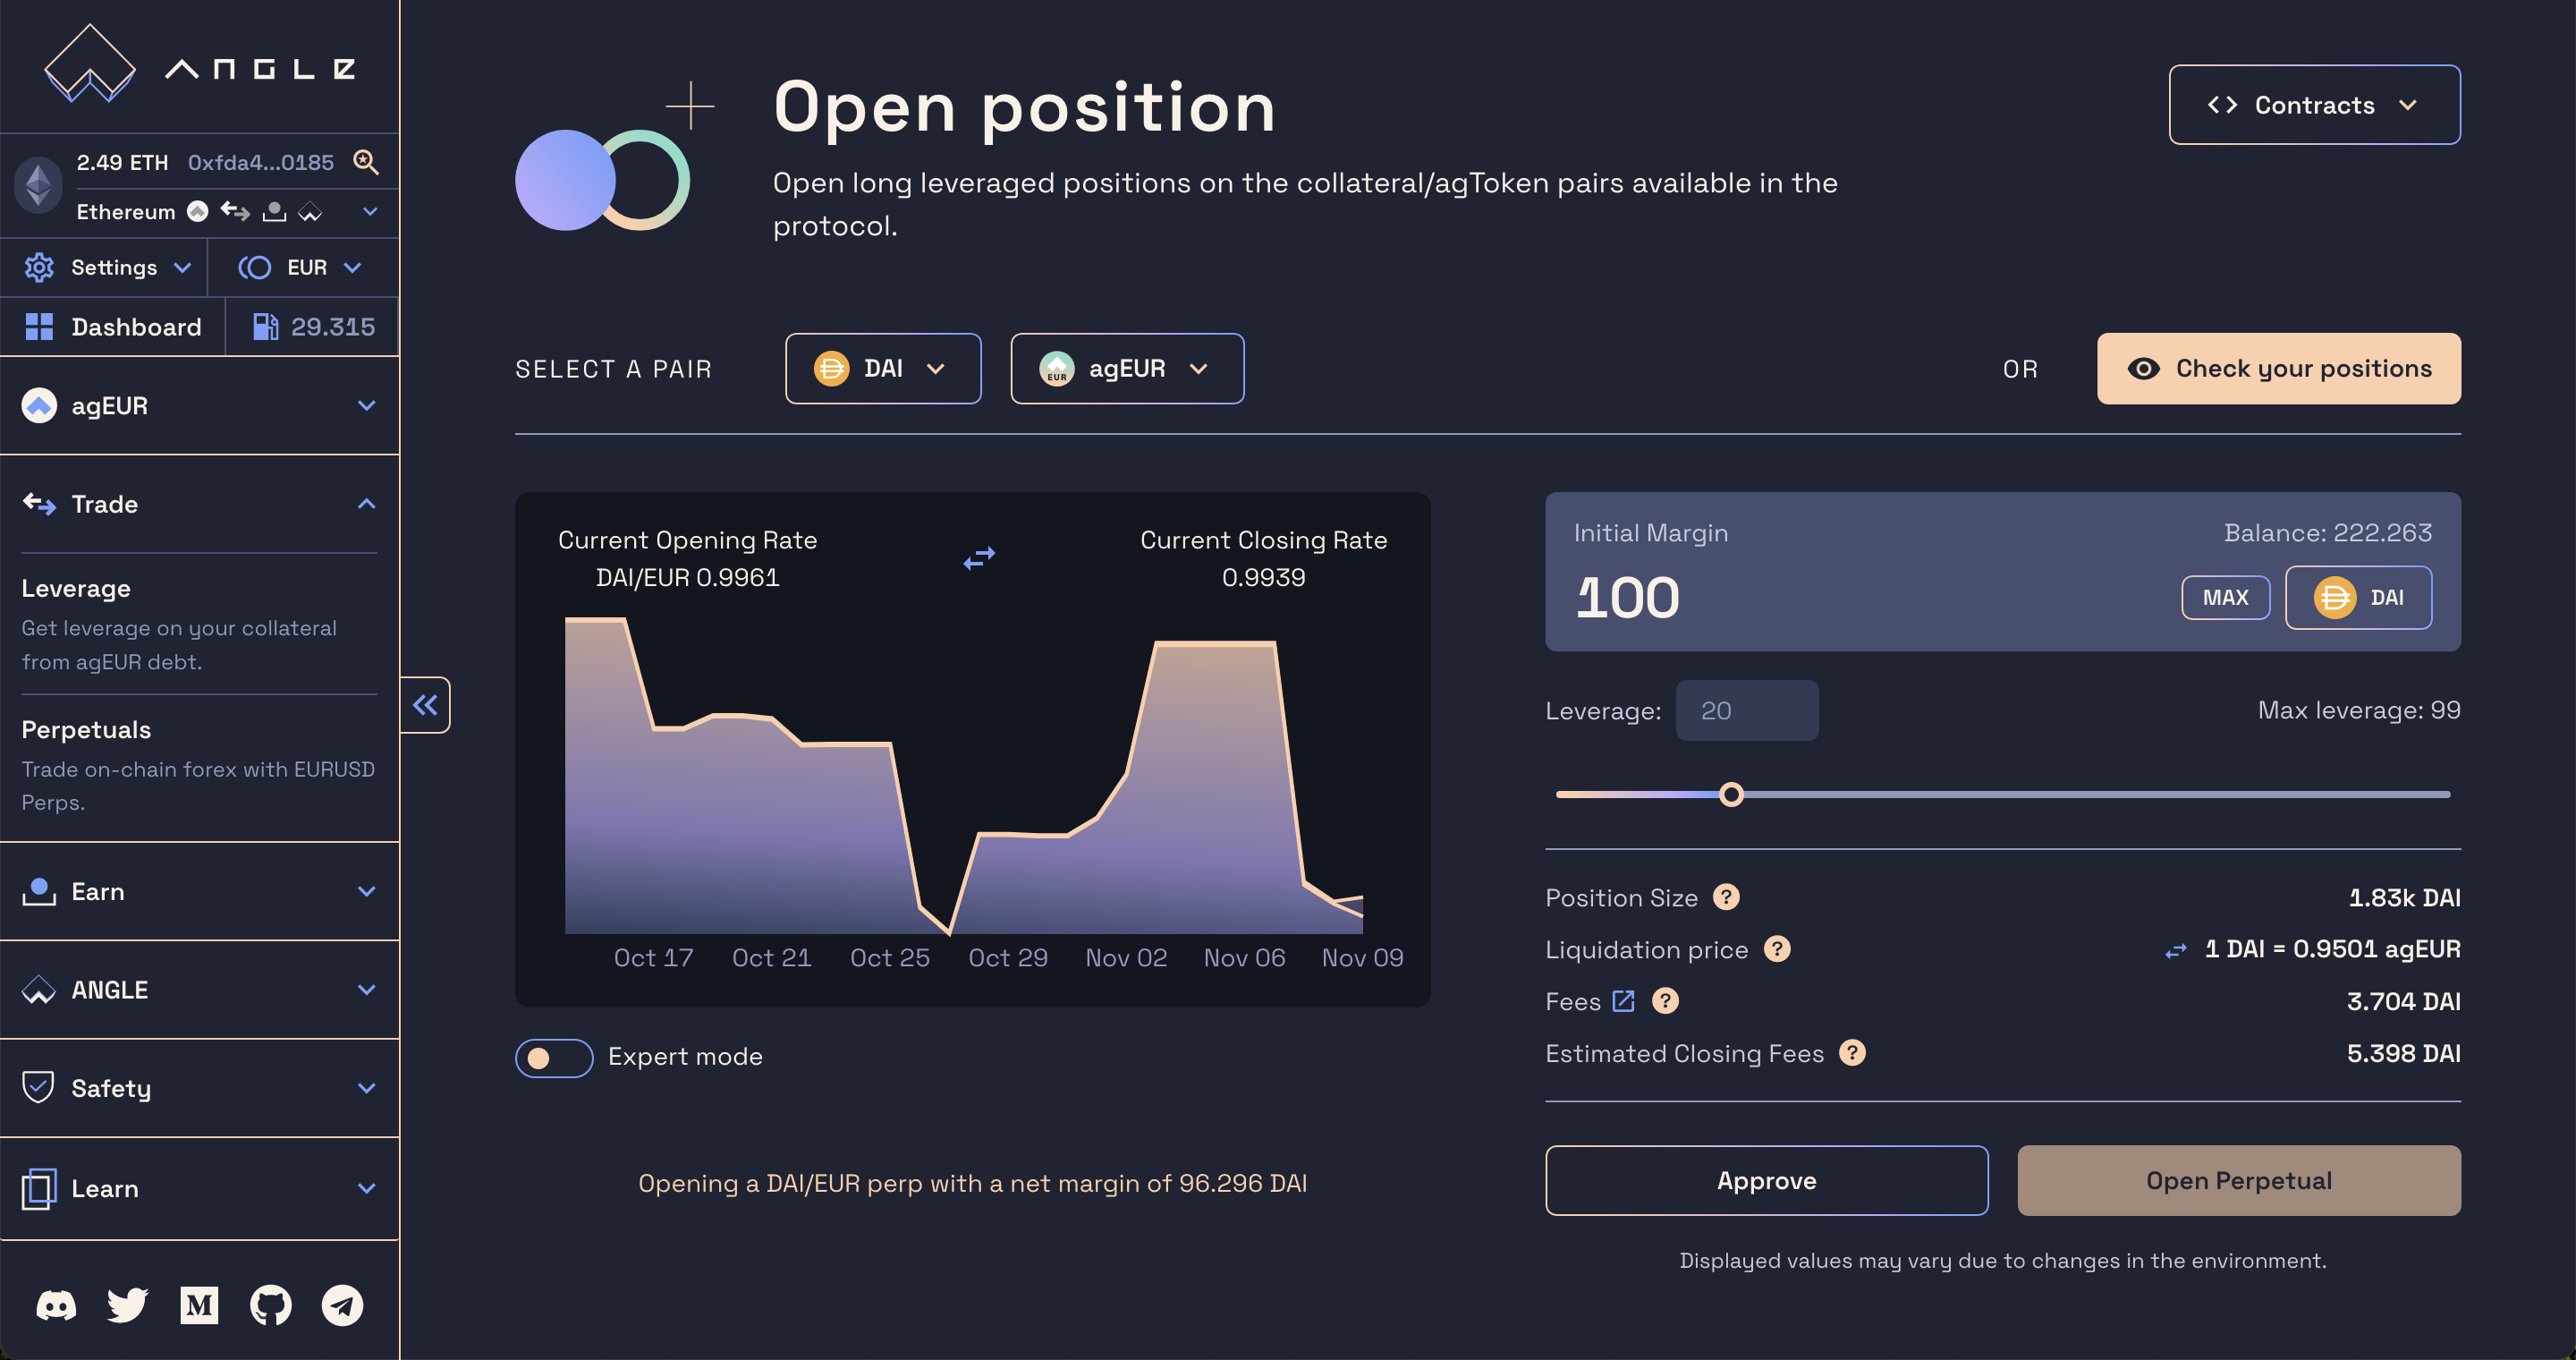 ANGLE
2.49 ETH 0xfda4...0185
Ethereum
Settings EUR
Dashboard 29.315
agEUR
Trade
Leverage
Get leverage on your collateral
from agEUR debt.
Perpetuals
Trade on-chain forex with EURUSD
Perps.
Earn
ANGLE
Safety
Learn
Open position
Open long leveraged positions on the collateral/agToken pairs available in the
protocol.
Contracts
SELECT A PAIR DAI EUR agEUR OR Check your positions
Current Opening Rate
DAI/EUR 0.9961
Current Closing Rate
0.9939
Oct 17 Oct 21 Oct 25 Oct 29 Nov 02 Nov 06 Nov 09
Expert mode
Opening a DAI/EUR perp with a net margin of 96.296 DAI
Initial Margin Balance: 222.263
100 MAX DAI
Leverage: 20 Max leverage: 99
Position Size ? 1.83k DAI
Liquidation price ? 1 DAI = 0.9501 agEUR
Fees ? 3.704 DAI
Estimated Closing Fees ? 5.398 DAI
Approve Open Perpetual
Displayed values may vary due to changes in the environment.